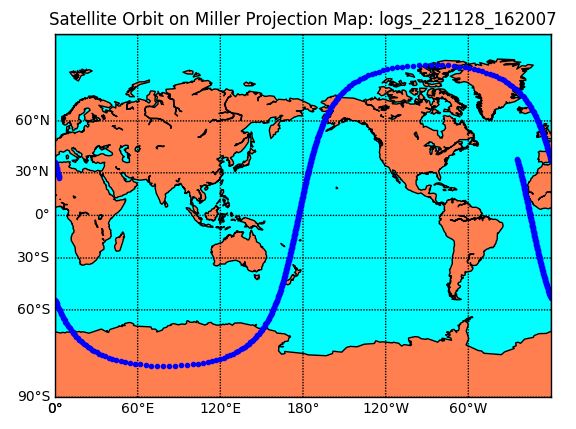 Satellite Orbit on Miller Projection Map: logs_221128_162007
60°N
30°N
0°
30°S
60°S
90°S
0° 60°E 120°E 180° 120°W 60°W